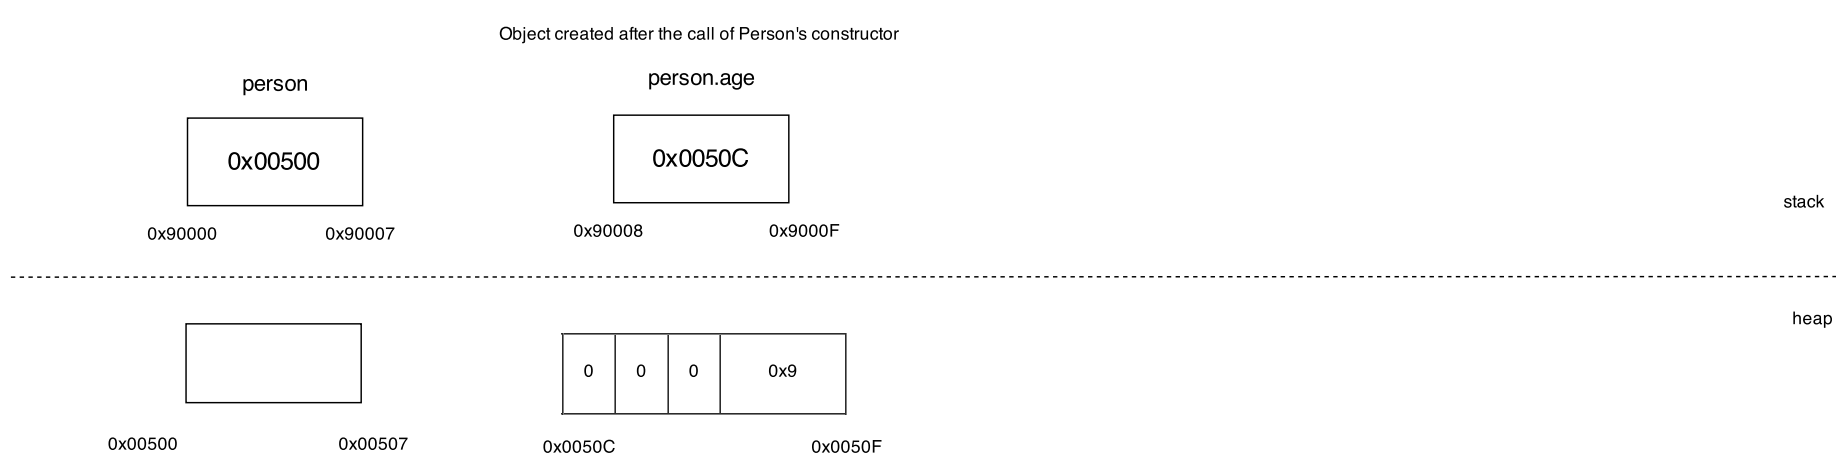 Object created after the call of Person's constructor
person
person.age
0x00500
0x0050C
stack
0x90000
0x90007
0x90008
0x9000F
heap
0
0
0
0x9
0x00500
0x00507
0x0050C
0x0050F